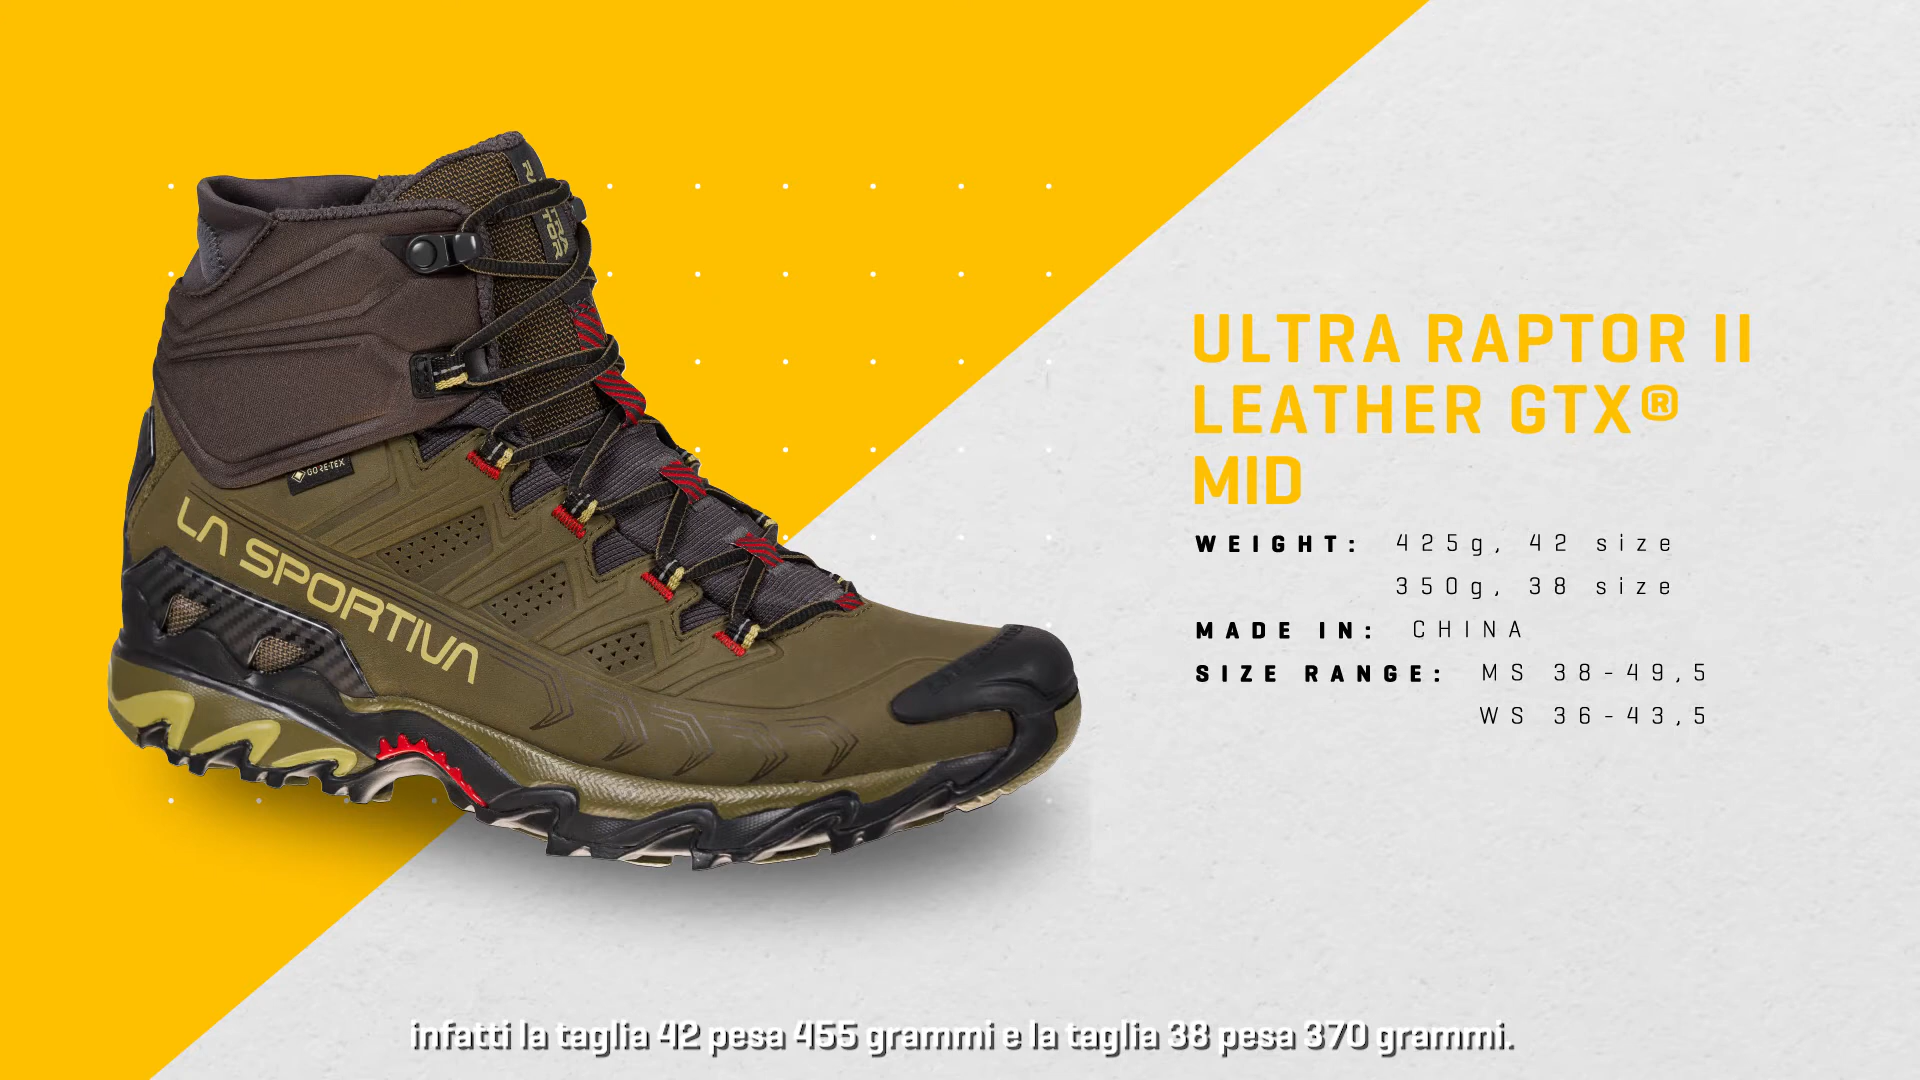 ULTRA RAPTOR II
LEATHER GTX®
MID
WEIGHT: 425g, 42 size
350g, 38 size
MADE IN: CHINA
SIZE RANGE: MS 38-49,5
WS 36-43,5
GORE-TEX
LA SPORTIVA
infatti la taglia 42 pesa 455 grammi e la taglia 38 pesa 370 grammi.